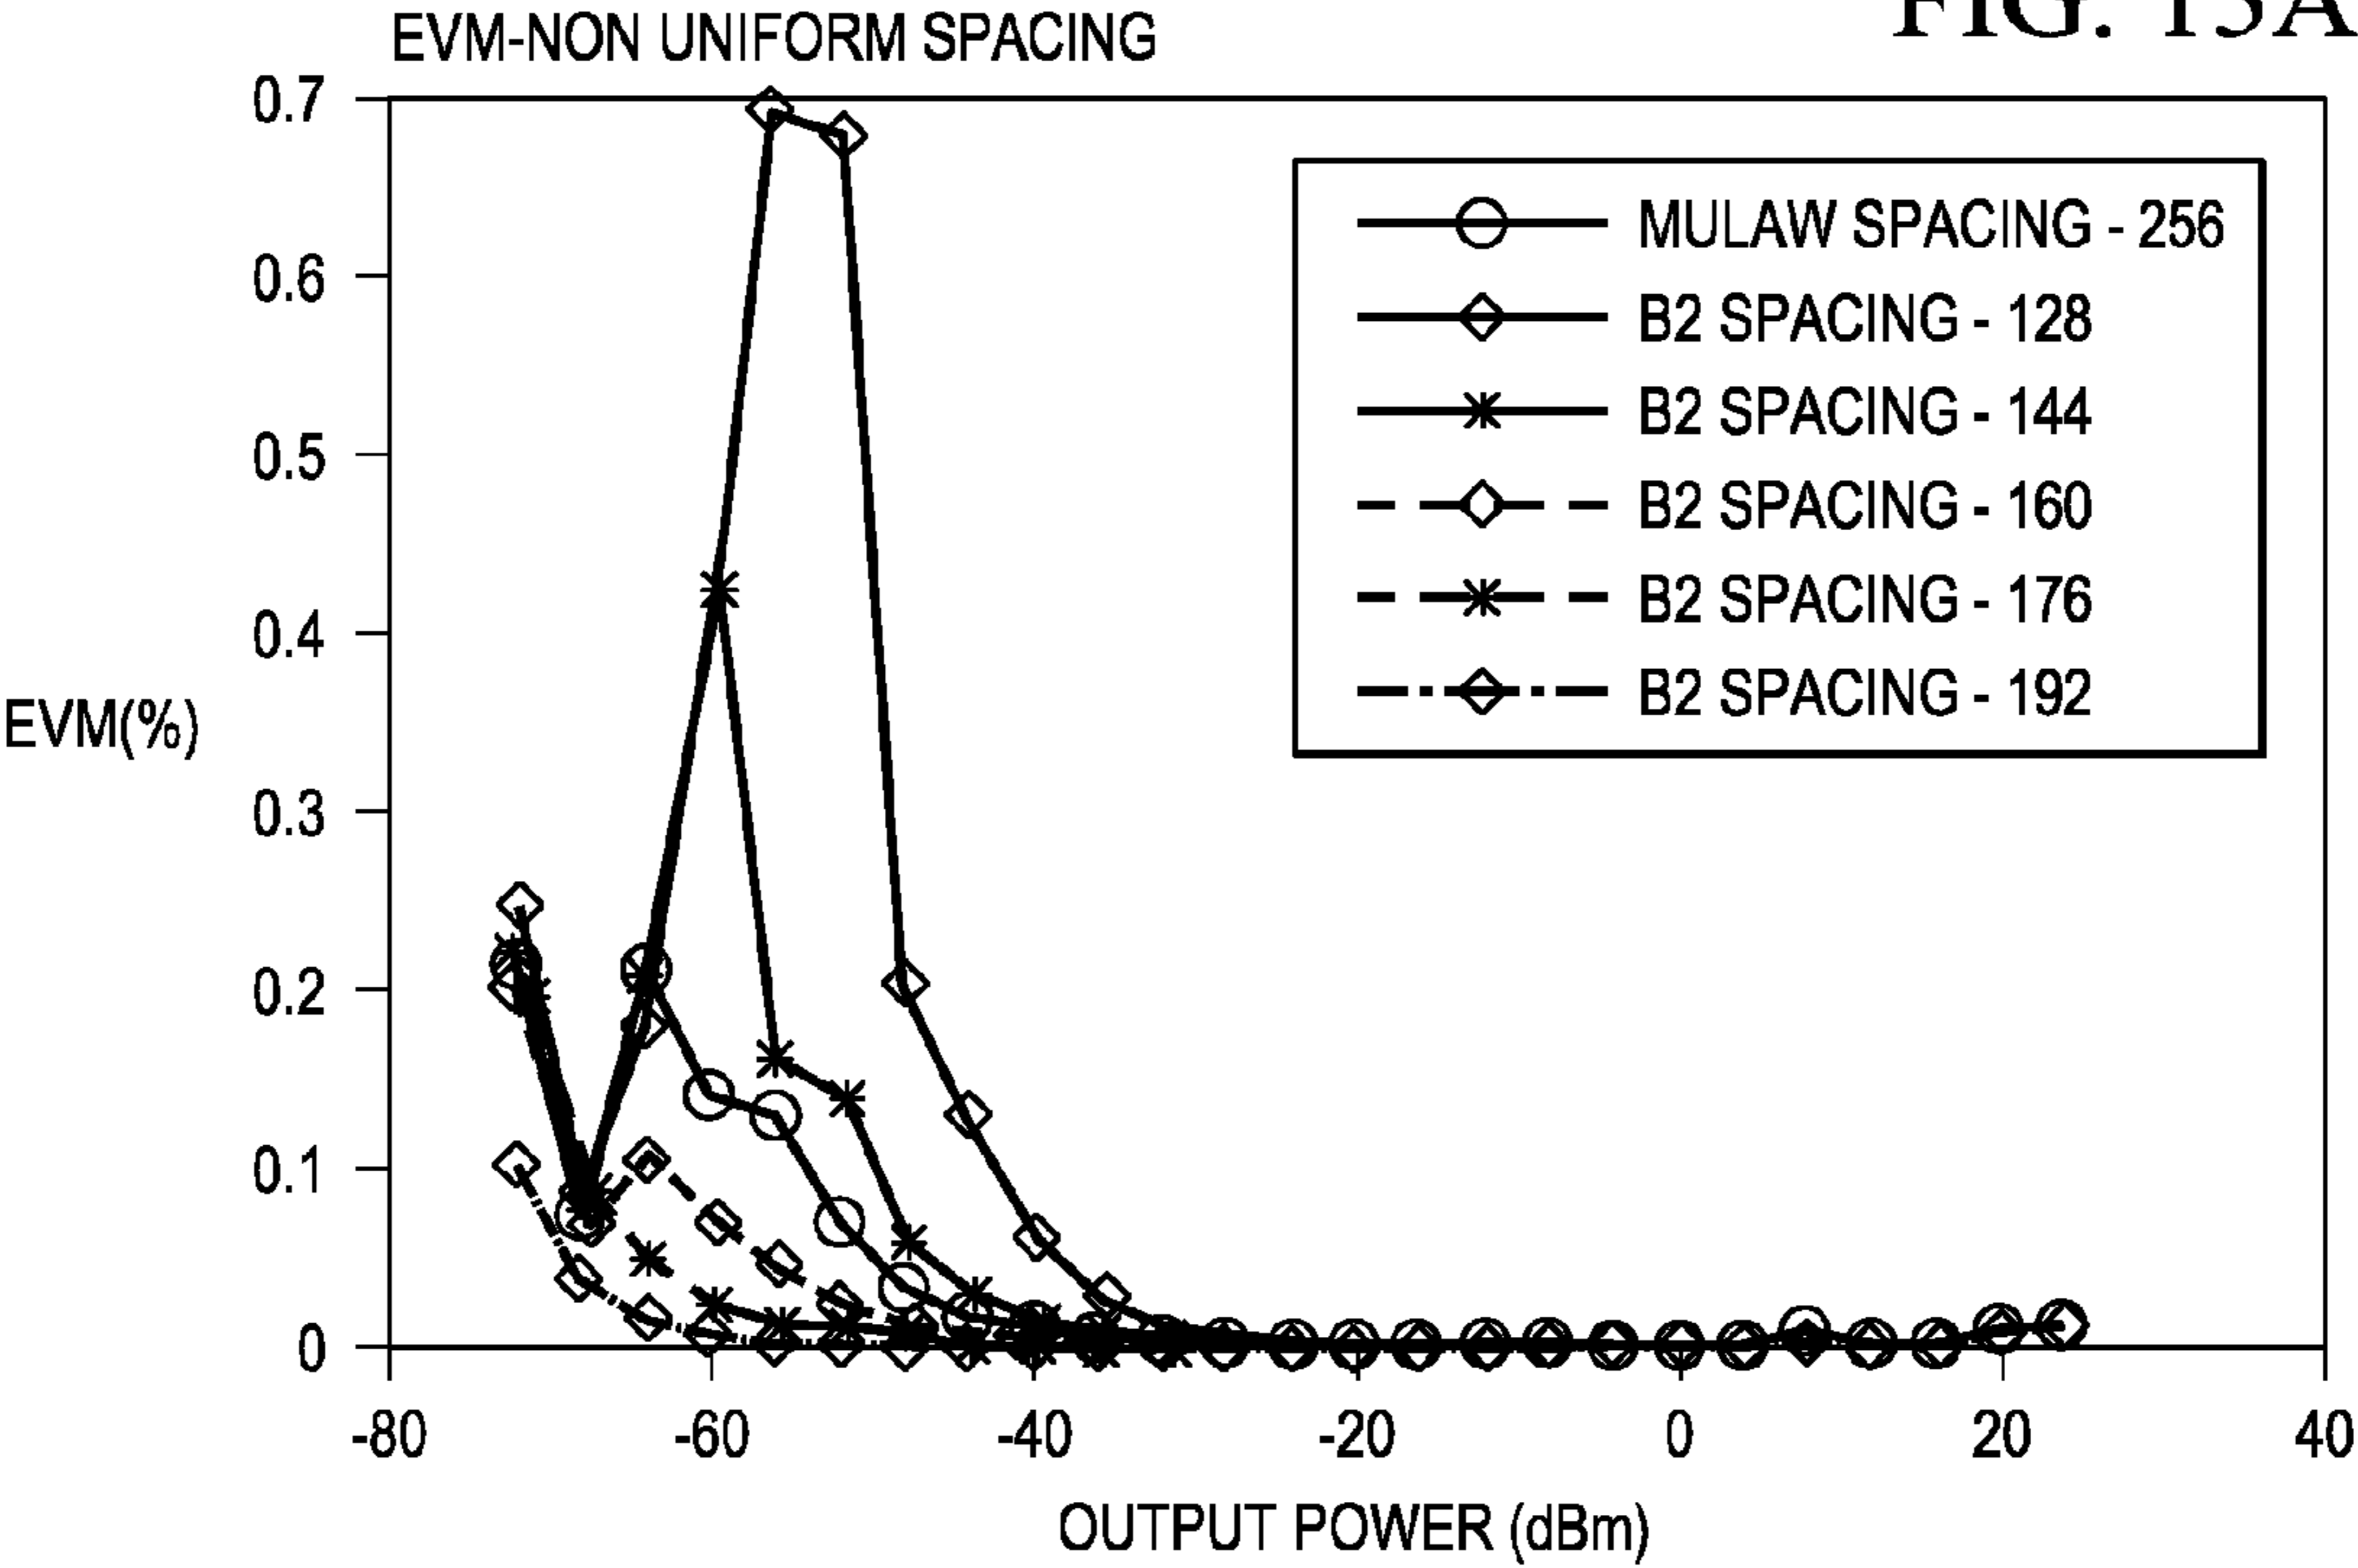 FIG. 13A
EVM-NON UNIFORM SPACING
0.7
0.6
0.5
0.4
0.3
0.2
0.1
0
EVM(%)
MULAW SPACING - 256
B2 SPACING - 128
B2 SPACING - 144
B2 SPACING - 160
B2 SPACING - 176
B2 SPACING - 192
-80 -60 -40 -20 0 20 40
OUTPUT POWER (dBm)